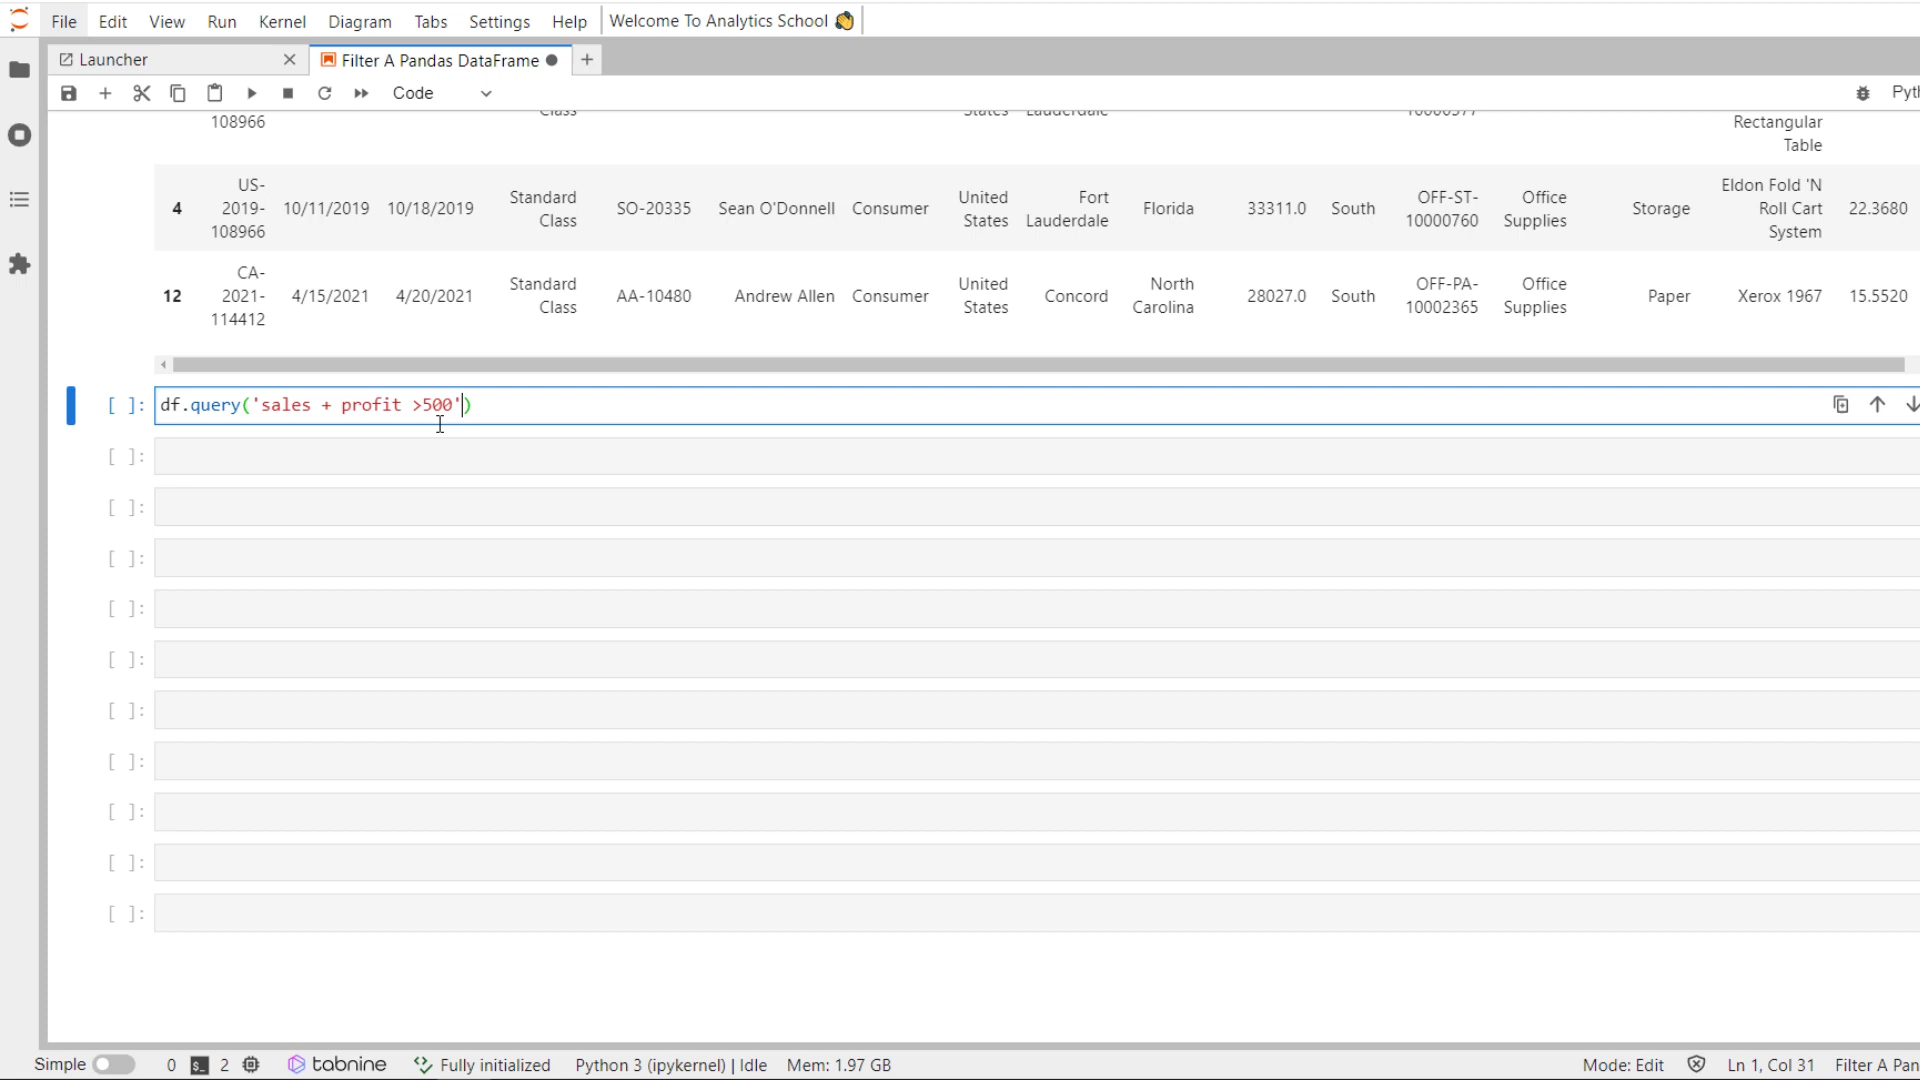 File Edit View Run Kernel Diagram Tabs Settings Help Welcome To Analytics School
Launcher Filter A Pandas DataFrame
Code
108966 Class Rectangular
Table
4 US-2019-108966 10/11/2019 10/18/2019 Standard Class SO-20335 Sean O'Donnell Consumer United States Fort Lauderdale Florida 33311.0 South OFF-ST-10000760 Office Supplies Storage Eldon Fold 'N Roll Cart System 22.3680
12 CA-2021-114412 4/15/2021 4/20/2021 Standard Class AA-10480 Andrew Allen Consumer United States Concord North Carolina 28027.0 South OFF-PA-10002365 Office Supplies Paper Xerox 1967 15.5520
[ ]: df.query('sales + profit >500')
[ ]:
[ ]:
[ ]:
[ ]:
[ ]:
[ ]:
[ ]:
[ ]:
[ ]:
[ ]:
Simple 0 2 tabnine Fully initialized Python 3 (ipykernel) | Idle Mem: 1.97 GB Mode: Edit Ln 1, Col 31 Filter A Pan